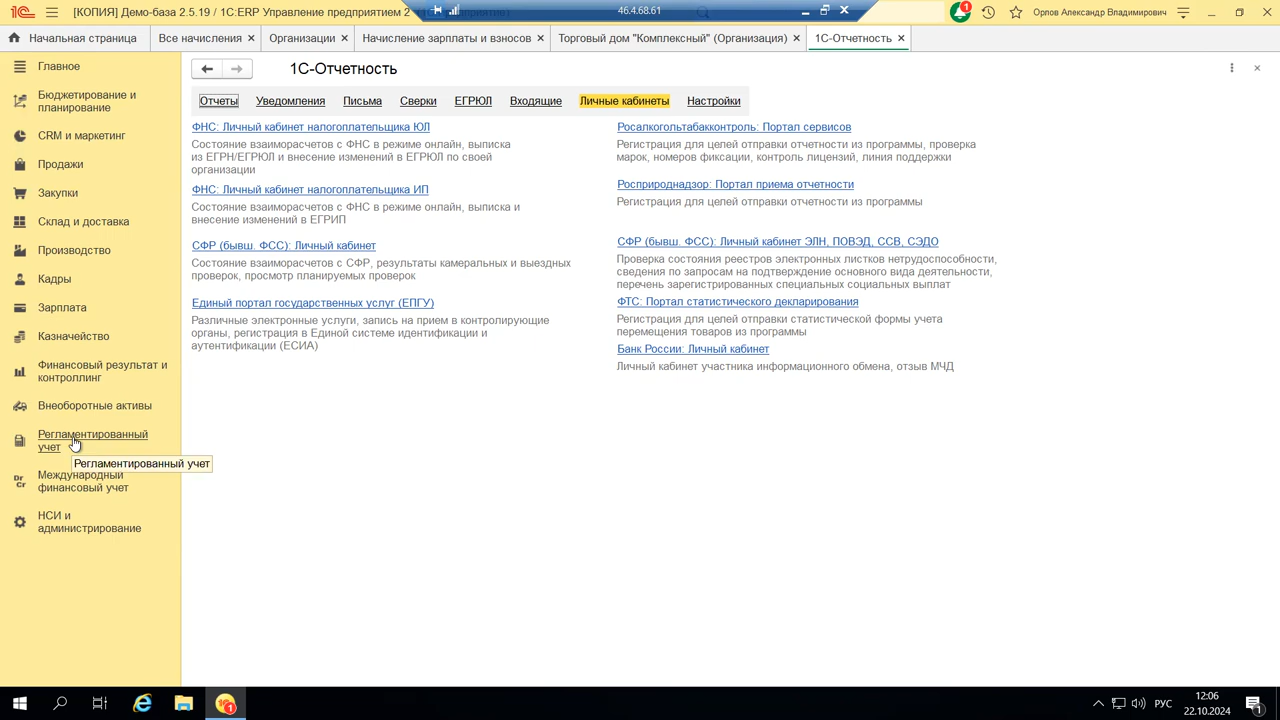 [КОПИЯ] Демо-база 2.5.19 / 1С:ERP Управление предприятием 2
46.4.68.61
1
Орлов Александр Владимирович
Начальная страница
Все начисления
Организации
Начисление зарплаты и взносов
Торговый дом "Комплексный" (Организация)
1С-Отчетность
Главное
Бюджетирование и
планирование
CRM и маркетинг
Продажи
Закупки
Склад и доставка
Производство
Кадры
Зарплата
Казначейство
Финансовый результат и
контроллинг
Внеоборотные активы
Регламентированный
учет
Регламентированный учет
Dr
Cr
Международный
финансовый учет
НСИ и
администрирование
1С-Отчетность
Отчеты
Уведомления
Письма
Сверки
ЕГРЮЛ
Входящие
Личные кабинеты
Настройки
ФНС: Личный кабинет налогоплательщика ЮЛ
Состояние взаиморасчетов с ФНС в режиме онлайн, выписка
из ЕГРН/ЕГРЮЛ и внесение изменений в ЕГРЮЛ по своей
организации
ФНС: Личный кабинет налогоплательщика ИП
Состояние взаиморасчетов с ФНС в режиме онлайн, выписка и
внесение изменений в ЕГРИП
СФР (бывш. ФСС): Личный кабинет
Состояние взаиморасчетов с СФР, результаты камеральных и выездных
проверок, просмотр планируемых проверок
Единый портал государственных услуг (ЕПГУ)
Различные электронные услуги, запись на прием в контролирующие
органы, регистрация в Единой системе идентификации и
аутентификации (ЕСИА)
Росалкогольтабакконтроль: Портал сервисов
Регистрация для целей отправки отчетности из программы, проверка
марок, номеров фиксации, контроль лицензий, линия поддержки
Росприроднадзор: Портал приема отчетности
Регистрация для целей отправки отчетности из программы
СФР (бывш. ФСС): Личный кабинет ЭЛН, ПОВЭД, ССВ, СЭДО
Проверка состояния реестров электронных листков нетрудоспособности,
сведения по запросам на подтверждение основного вида деятельности,
перечень зарегистрированных специальных социальных выплат
ФТС: Портал статистического декларирования
Регистрация для целей отправки статистической формы учета
перемещения товаров из программы
Банк России: Личный кабинет
Личный кабинет участника информационного обмена, отзыв МЧД
1
РУС
12:06
22.10.2024
1